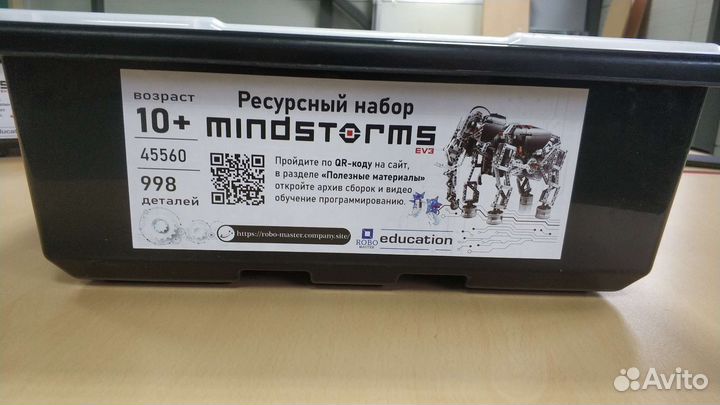 возраст
10+
45560
998
деталей
Ресурсный набор
mindstorms
EV3
Пройдите по QR-коду на сайт,
в разделе «Полезные материалы»
откройте архив сборок и видео
обучение программированию.
https://robo-master.company.site/
ROBO
MASTER
education
Avito